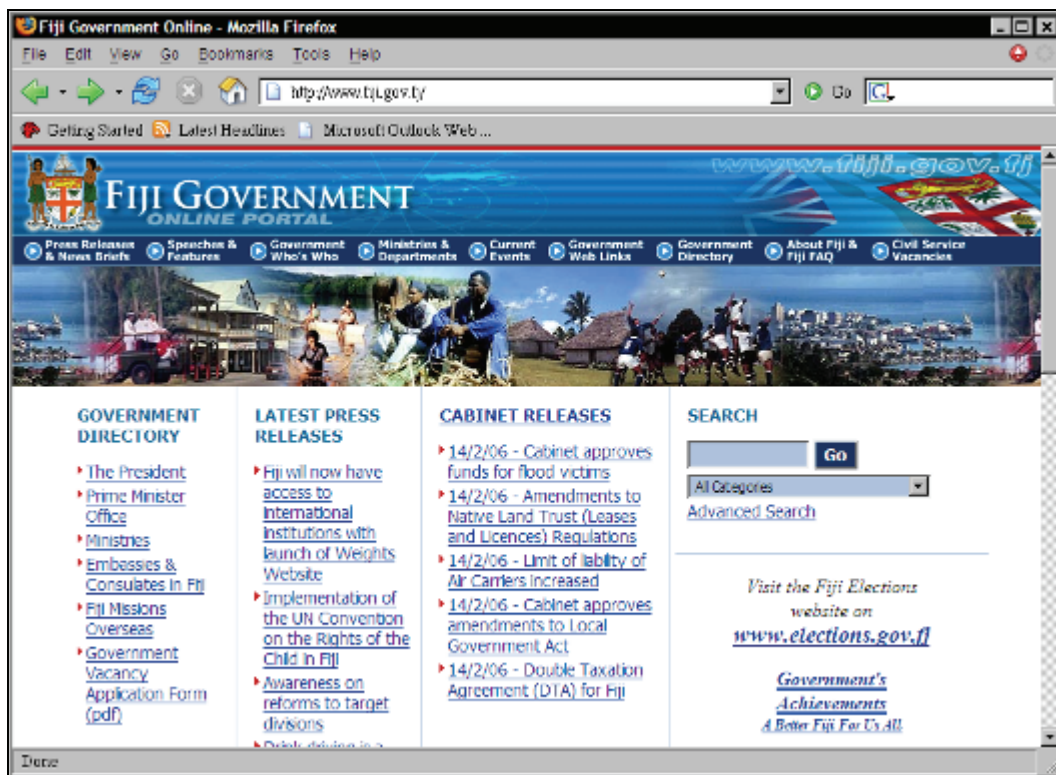 Fiji Government Online - Mozilla Firefox
File Edit View Go Bookmarks Tools Help
http://www.fiji.gov.fj/
Go
G
Getting Started Latest Headlines Microsoft Outlook Web ...
www.fiji.gov.fj
FIJI GOVERNMENT
ONLINE PORTAL
Press Releases
& News Briefs
Speeches &
Features
Government
Who's Who
Ministries &
Departments
Current
Events
Government
Web Links
Government
Directory
About Fiji &
Fiji FAQ
Civil Service
Vacancies
GOVERNMENT
DIRECTORY
The President
Prime Minister
Office
Ministries
Embassies &
Consulates in Fiji
Fiji Missions
Overseas
Government
Vacancy
Application Form
(pdf)
LATEST PRESS
RELEASES
Fiji will now have
access to
international
institutions with
launch of Weights
Website
Implementation of
the UN Convention
on the Rights of the
Child in Fiji
Awareness on
reforms to target
divisions
Drink driving is a
CABINET RELEASES
14/2/06 - Cabinet approves
funds for flood victims
14/2/06 - Amendments to
Native Land Trust (Leases
and Licences) Regulations
14/2/06 - Limit of liability of
Air Carriers increased
14/2/06 - Cabinet approves
amendments to Local
Government Act
14/2/06 - Double Taxation
Agreement (DTA) for Fiji
SEARCH
Go
All Categories
Advanced Search
Visit the Fiji Elections
website on
www.elections.gov.fj
Government's
Achievements
A Better Fiji For Us All
Done